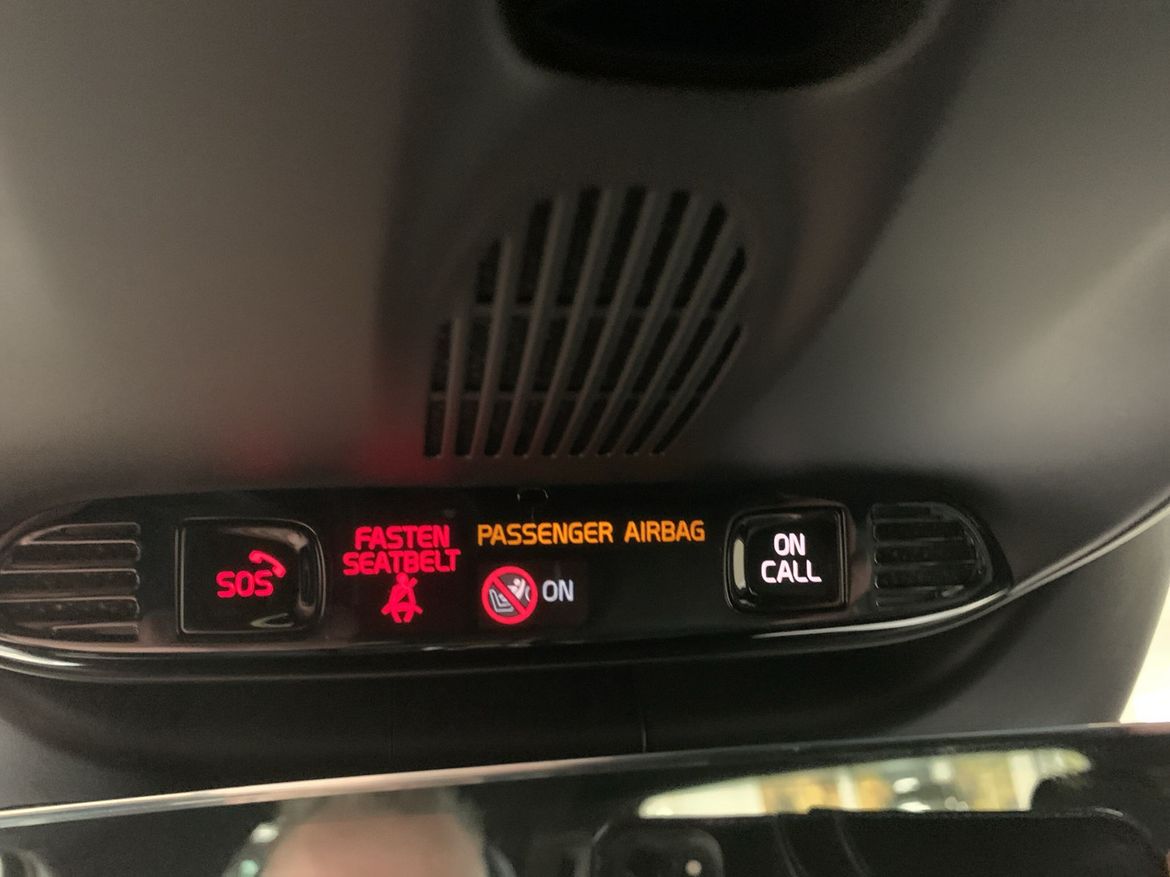 SOS
FASTEN
SEATBELT
PASSENGER AIRBAG
ON
ON
CALL